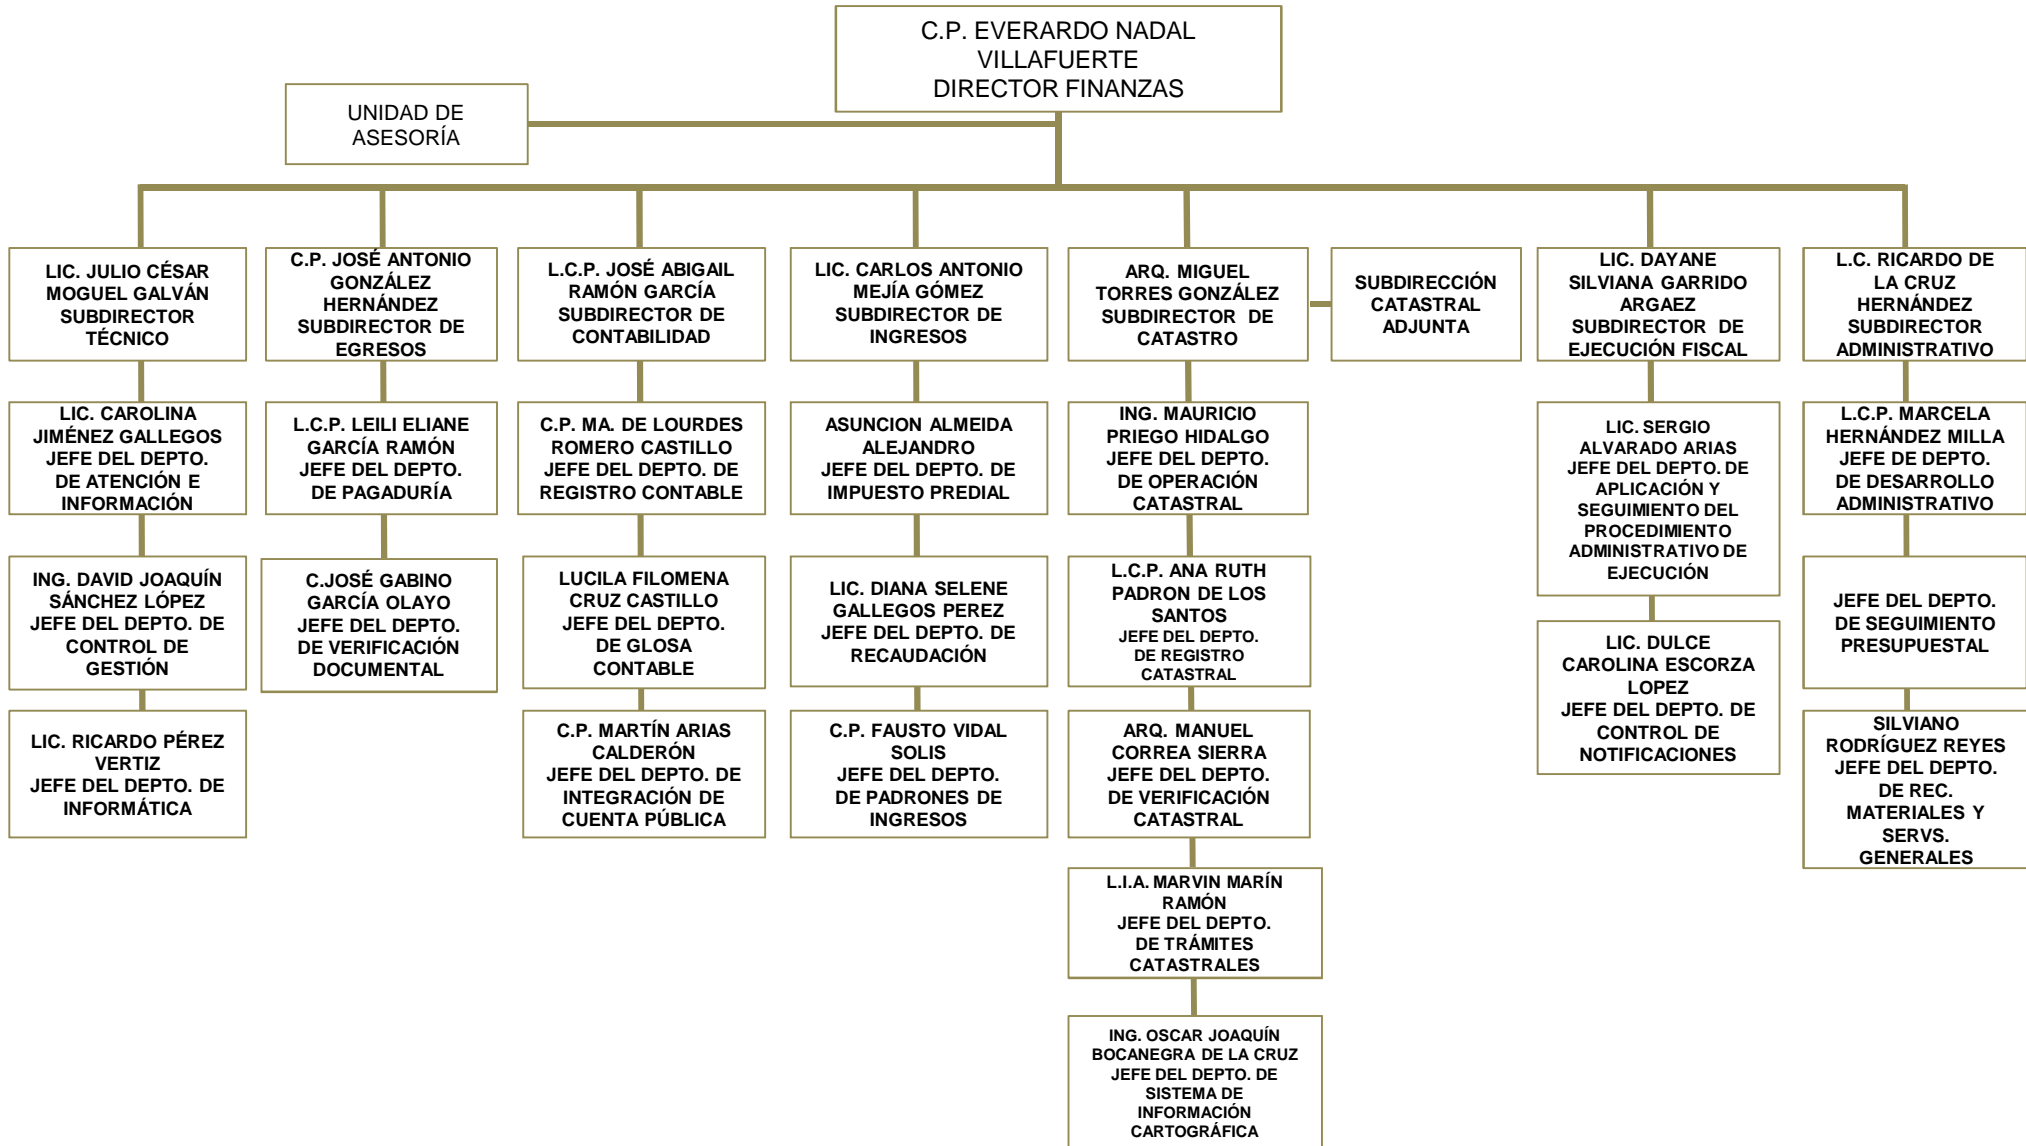 C.P. EVERARDO NADAL
VILLAFUERTE
DIRECTOR FINANZAS
UNIDAD DE
ASESORÍA
LIC. JULIO CÉSAR
MOGUEL GALVÁN
SUBDIRECTOR
TÉCNICO
C.P. JOSÉ ANTONIO
GONZÁLEZ
HERNÁNDEZ
SUBDIRECTOR DE
EGRESOS
L.C.P. JOSÉ ABIGAIL
RAMÓN GARCÍA
SUBDIRECTOR DE
CONTABILIDAD
LIC. CARLOS ANTONIO
MEJÍA GÓMEZ
SUBDIRECTOR DE
INGRESOS
ARQ. MIGUEL
TORRES GONZÁLEZ
SUBDIRECTOR DE
CATASTRO
SUBDIRECCIÓN
CATASTRAL
ADJUNTA
LIC. DAYANE
SILVIANA GARRIDO
ARGAEZ
SUBDIRECTOR DE
EJECUCIÓN FISCAL
L.C. RICARDO DE
LA CRUZ
HERNÁNDEZ
SUBDIRECTOR
ADMINISTRATIVO
LIC. CAROLINA
JIMÉNEZ GALLEGOS
JEFE DEL DEPTO.
DE ATENCIÓN E
INFORMACIÓN
L.C.P. LEILI ELIANE
GARCÍA RAMÓN
JEFE DEL DEPTO.
DE PAGADURÍA
C.P. MA. DE LOURDES
ROMERO CASTILLO
JEFE DEL DEPTO. DE
REGISTRO CONTABLE
ASUNCION ALMEIDA
ALEJANDRO
JEFE DEL DEPTO. DE
IMPUESTO PREDIAL
ING. MAURICIO
PRIEGO HIDALGO
JEFE DEL DEPTO.
DE OPERACIÓN
CATASTRAL
LIC. SERGIO
ALVARADO ARIAS
JEFE DEL DEPTO. DE
APLICACIÓN Y
SEGUIMIENTO DEL
PROCEDIMIENTO
ADMINISTRATIVO DE
EJECUCIÓN
L.C.P. MARCELA
HERNÁNDEZ MILLA
JEFE DE DEPTO.
DE DESARROLLO
ADMINISTRATIVO
ING. DAVID JOAQUÍN
SÁNCHEZ LÓPEZ
JEFE DEL DEPTO. DE
CONTROL DE
GESTIÓN
C.JOSÉ GABINO
GARCÍA OLAYO
JEFE DEL DEPTO.
DE VERIFICACIÓN
DOCUMENTAL
LUCILA FILOMENA
CRUZ CASTILLO
JEFE DEL DEPTO.
DE GLOSA
CONTABLE
LIC. DIANA SELENE
GALLEGOS PEREZ
JEFE DEL DEPTO. DE
RECAUDACIÓN
L.C.P. ANA RUTH
PADRON DE LOS
SANTOS
JEFE DEL DEPTO.
DE REGISTRO
CATASTRAL
LIC. DULCE
CAROLINA ESCORZA
LOPEZ
JEFE DEL DEPTO. DE
CONTROL DE
NOTIFICACIONES
JEFE DEL DEPTO.
DE SEGUIMIENTO
PRESUPUESTAL
LIC. RICARDO PÉREZ
VERTIZ
JEFE DEL DEPTO. DE
INFORMÁTICA
C.P. MARTÍN ARIAS
CALDERÓN
JEFE DEL DEPTO. DE
INTEGRACIÓN DE
CUENTA PÚBLICA
C.P. FAUSTO VIDAL
SOLIS
JEFE DEL DEPTO.
DE PADRONES DE
INGRESOS
ARQ. MANUEL
CORREA SIERRA
JEFE DEL DEPTO.
DE VERIFICACIÓN
CATASTRAL
SILVIANO
RODRÍGUEZ REYES
JEFE DEL DEPTO.
DE REC.
MATERIALES Y
SERVS.
GENERALES
L.I.A. MARVIN MARÍN
RAMÓN
JEFE DEL DEPTO.
DE TRÁMITES
CATASTRALES
ING. OSCAR JOAQUÍN
BOCANEGRA DE LA CRUZ
JEFE DEL DEPTO. DE
SISTEMA DE
INFORMACIÓN
CARTOGRÁFICA